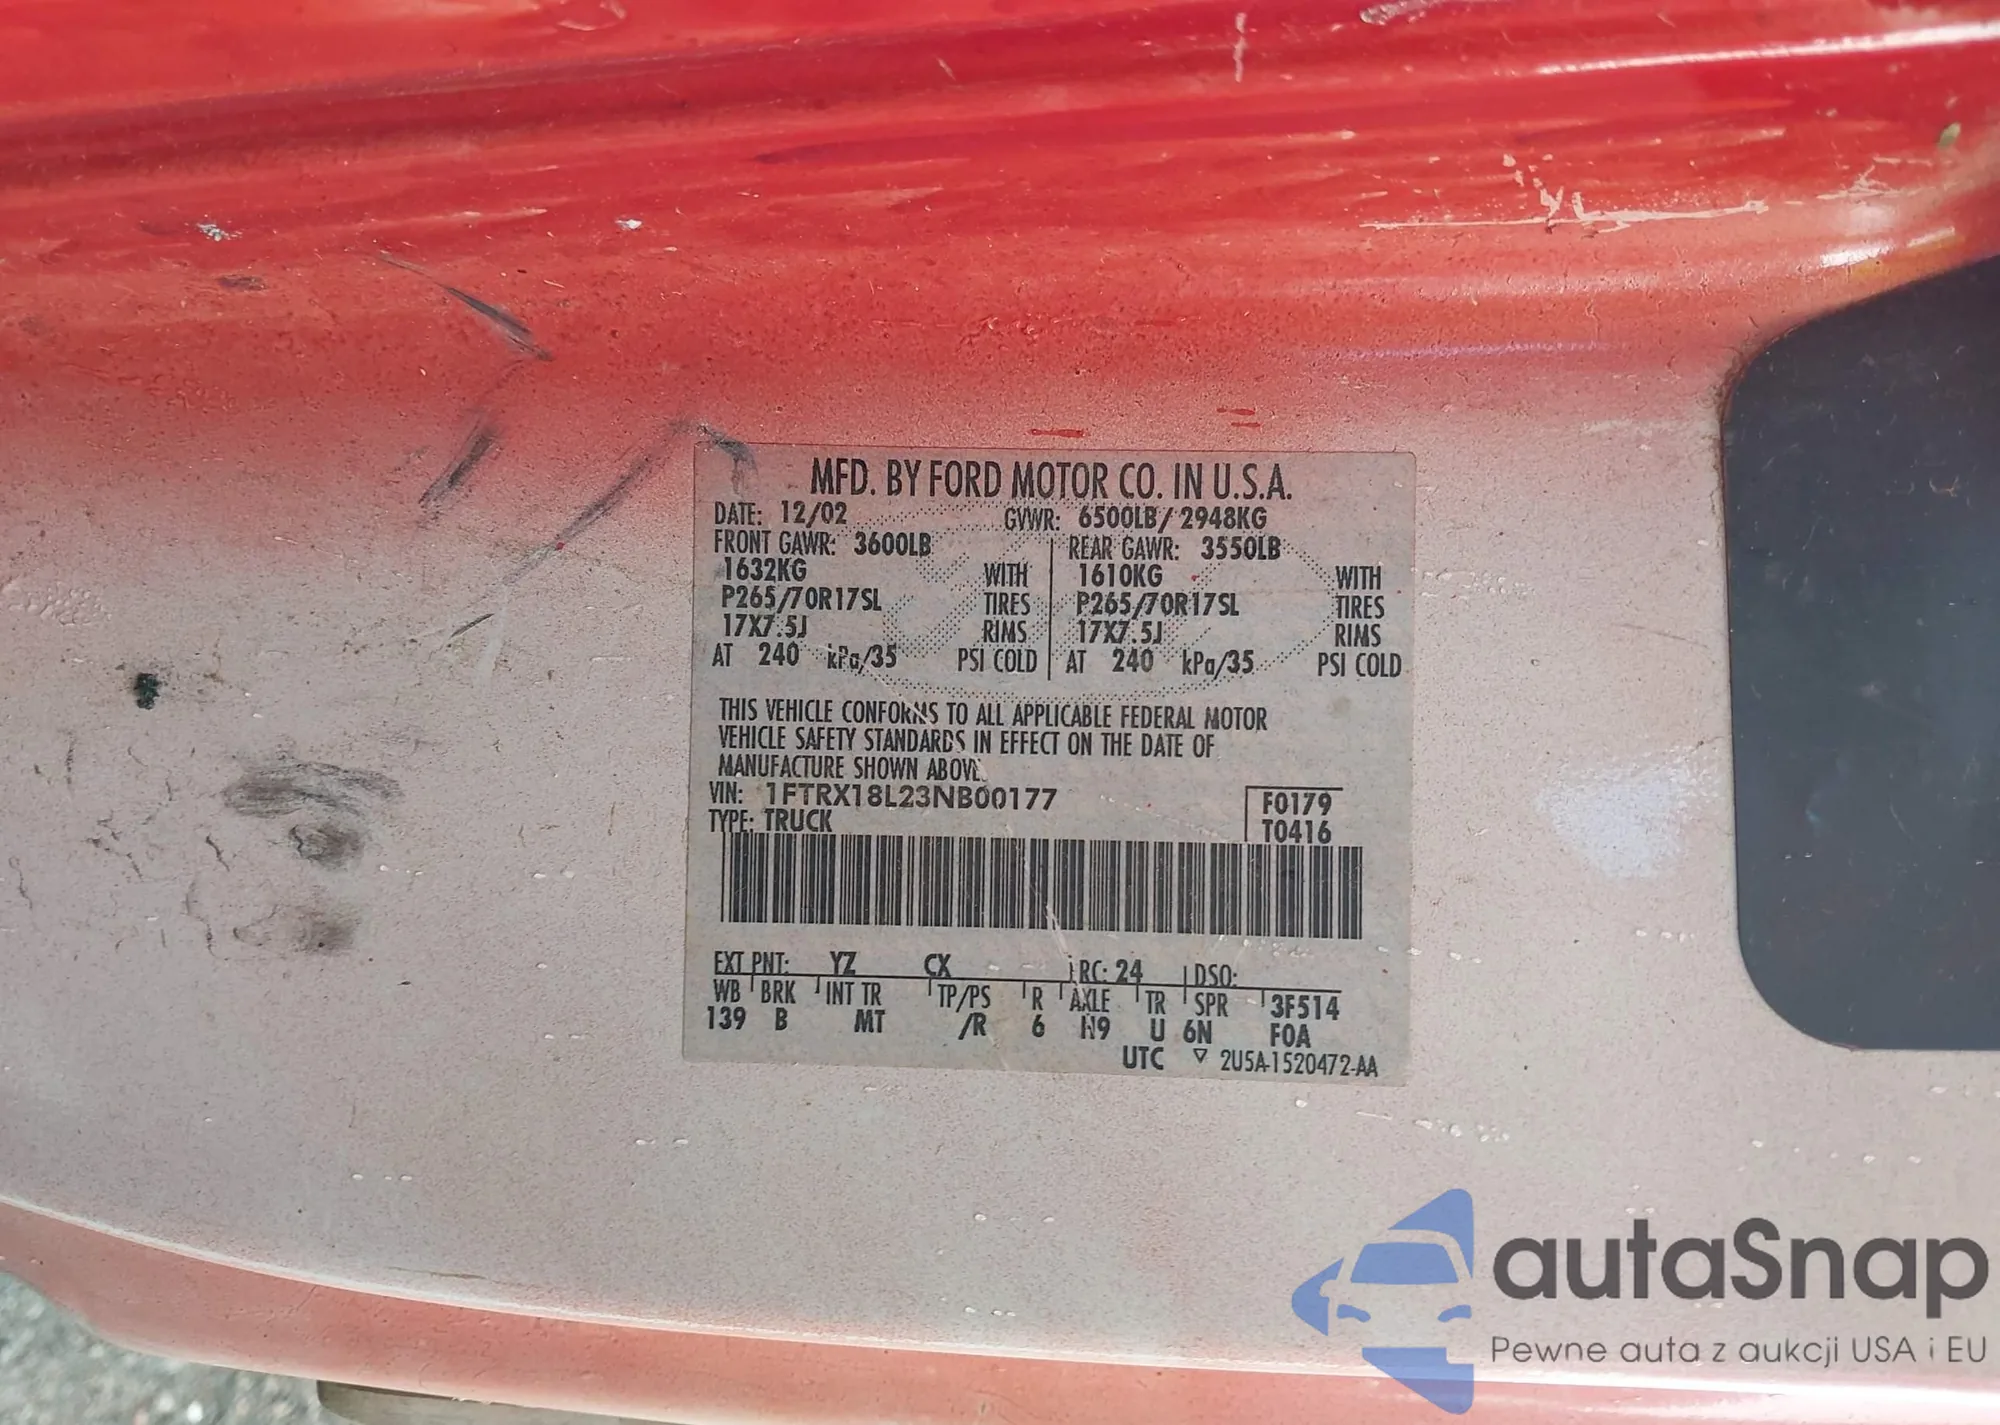 MFD. BY FORD MOTOR CO. IN U.S.A.
DATE: 12/02 GVWR: 6500LB/ 2948KG
FRONT GAWR: 3600LB REAR GAWR: 3550LB
1632KG WITH 1610KG WITH
P265/70R17SL TIRES P265/70R17SL TIRES
17X7.5J RIMS 17X7.5J RIMS
AT 240 kPa/35 PSI COLD AT 240 kPa/35 PSI COLD
THIS VEHICLE CONFORMS TO ALL APPLICABLE FEDERAL MOTOR
VEHICLE SAFETY STANDARDS IN EFFECT ON THE DATE OF
MANUFACTURE SHOWN ABOVE.
VIN: 1FTRX18L23NB00177 F0179
TYPE: TRUCK T0416
EXT PNT: YZ CX RC: 24 DSO:
WB BRK INT TR TP/PS R AXLE TR SPR 3F514
139 B MT /R 6 H9 U 6N F0A
UTC ▽ 2U5A-1520472-AA
autaSnap
Pewne auta z aukcji USA i EU